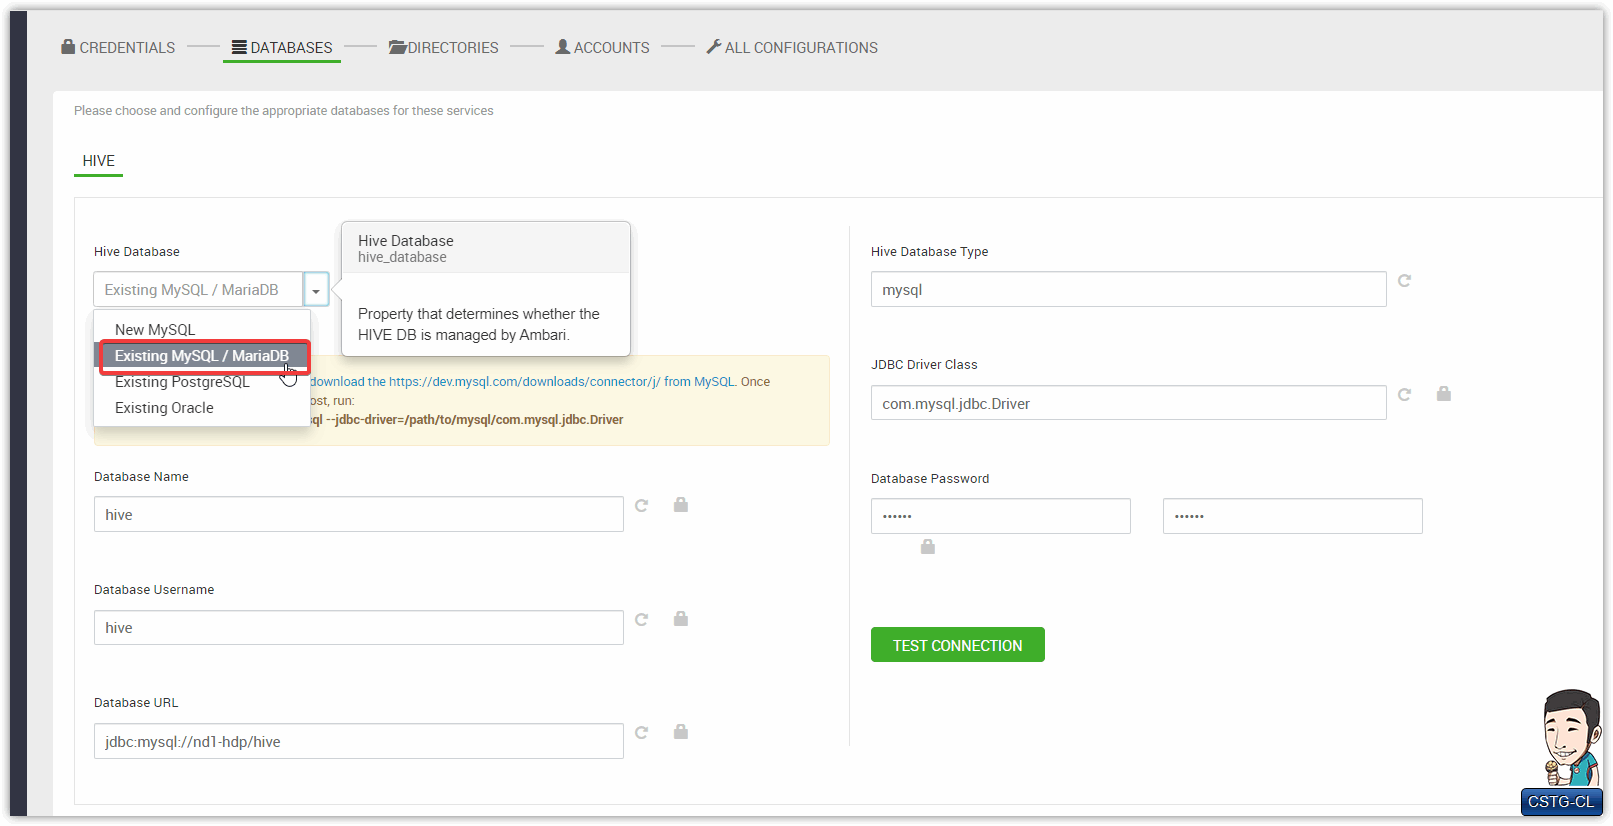 CREDENTIALS
DATABASES
DIRECTORIES
ACCOUNTS
ALL CONFIGURATIONS
Please choose and configure the appropriate databases for these services
HIVE
Hive Database
Existing MySQL / MariaDB
New MySQL
Existing MySQL / MariaDB
Existing PostgreSQL
Existing Oracle
Hive Database
hive_database
Property that determines whether the
HIVE DB is managed by Ambari.
download the https://dev.mysql.com/downloads/connector/j/ from MySQL. Once
ost, run:
sql --jdbc-driver=/path/to/mysql/com.mysql.jdbc.Driver
Database Name
hive
Database Username
hive
Database URL
jdbc:mysql://nd1-hdp/hive
Hive Database Type
mysql
JDBC Driver Class
com.mysql.jdbc.Driver
Database Password
•••••• ••••••
TEST CONNECTION
CSTG-CL